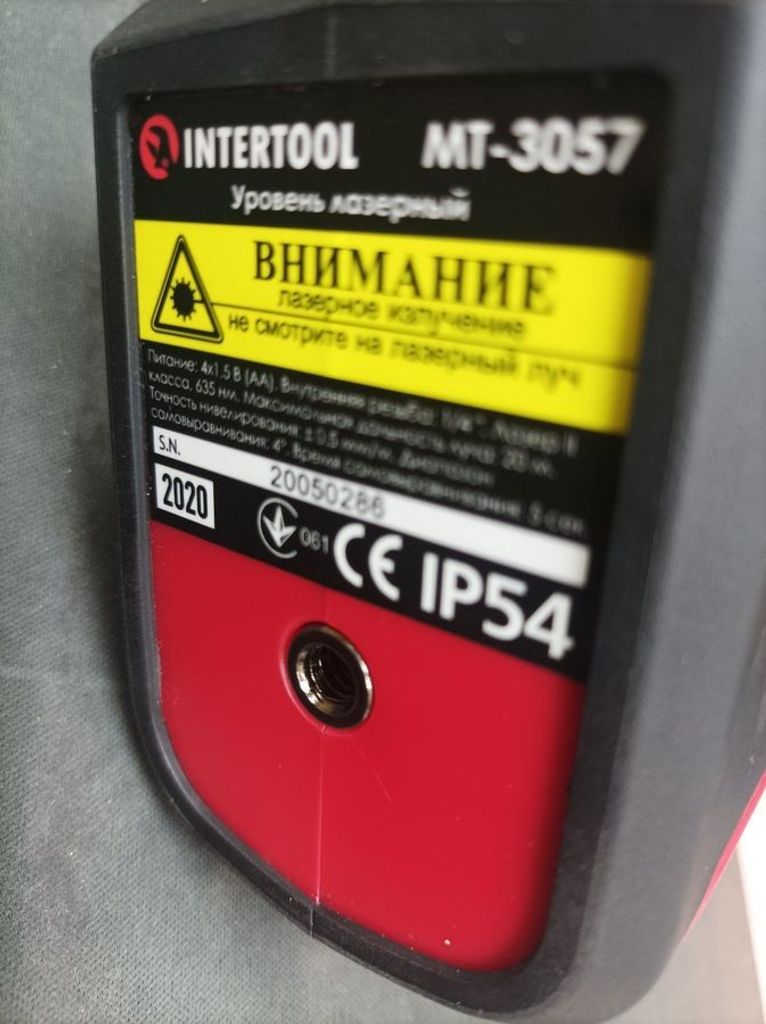 INTERTOOL MT-3057
Уровень лазерный
ВНИМАНИЕ
лазерное излучение
не смотрите на лазерный луч
Питание: 4x1.5 В (АА). Внутренняя резьба: 1/4". Лазер II
класса, 635 нм. Максимальная дальность луча: 20 м.
Точность нивелирования: ± 0.5 mm/м. Диапазон
самовыравнивания: 4°. Время самовыравнивания: 5 сек.
S.N. 20050286
2020 061 CE IP54